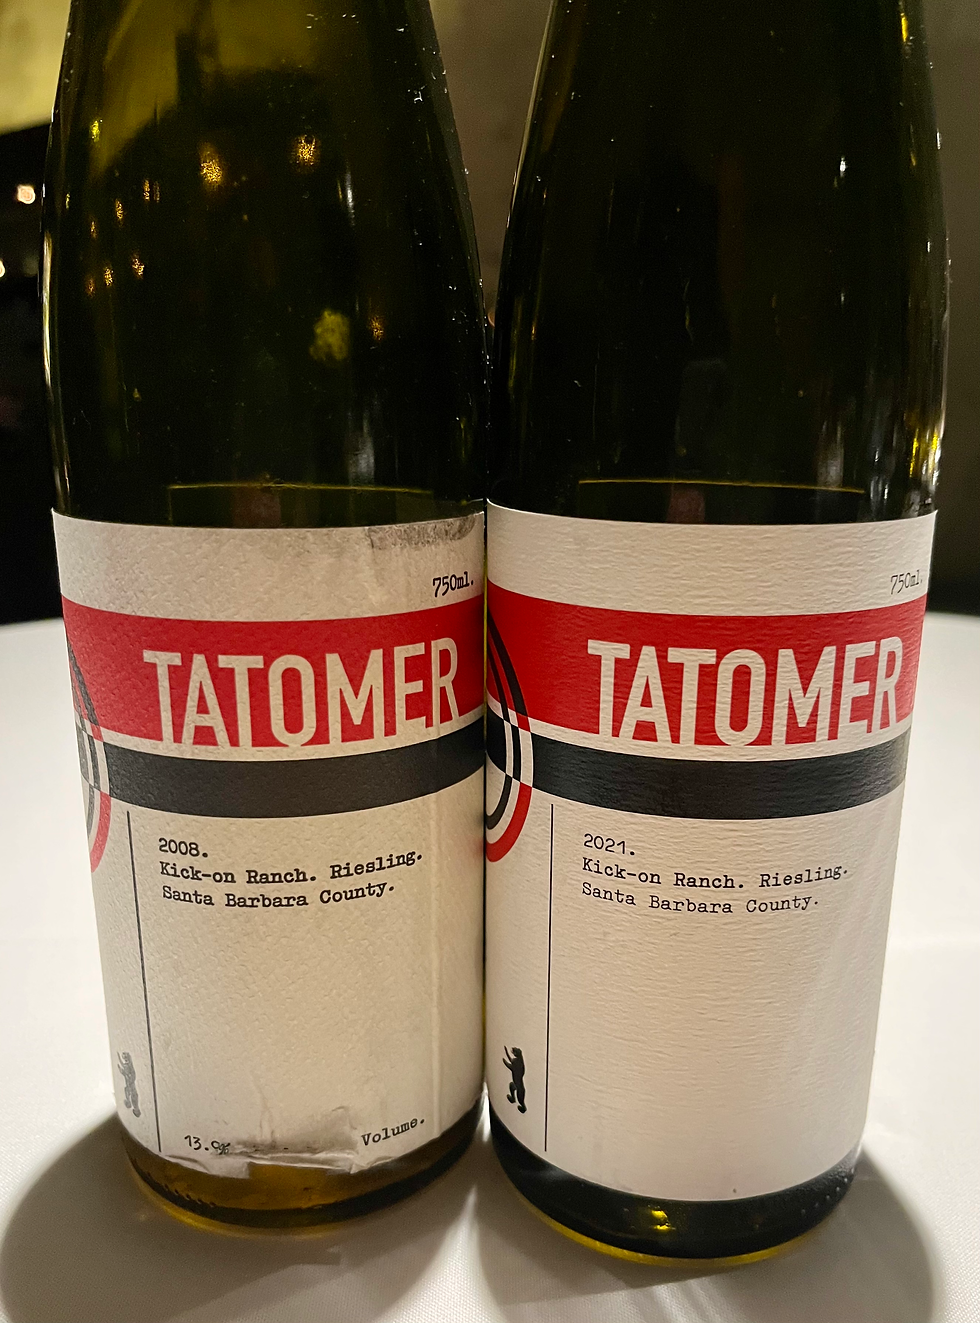 750ml.
TATOMER
2008.
Kick-on Ranch. Riesling.
Santa Barbara County.
Volume.
750ml.
TATOMER
2021.
Kick-on Ranch. Riesling.
Santa Barbara County.